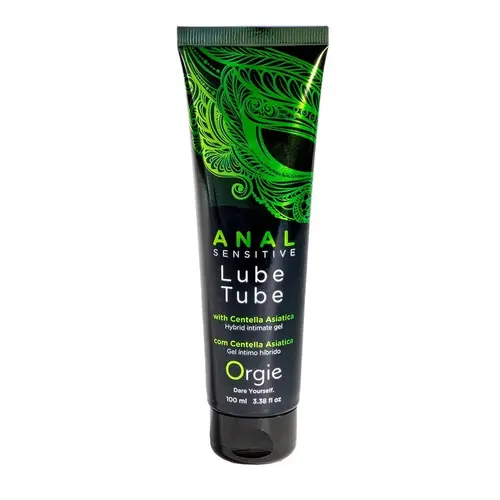 ANAL
SENSITIVE
Lube
Tube
with Centella Asiatica
Hybrid intimate gel
com Centella Asiatica
Gel íntimo híbrido
Orgie
Dare Yourself.
100 ml 3.38 fl oz